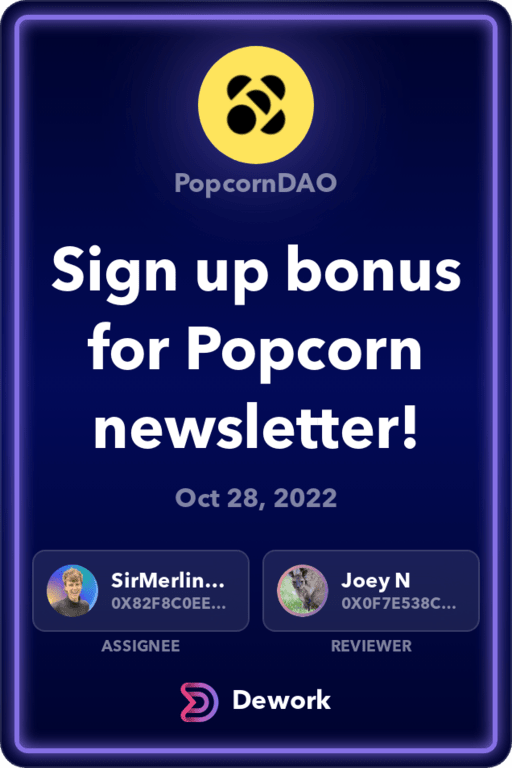 PopcornDAO
Sign up bonus
for Popcorn
newsletter!
Oct 28, 2022
SirMerlin...
0X82F8C0EE...
Joey N
0X0F7E538C...
ASSIGNEE
REVIEWER
Dework